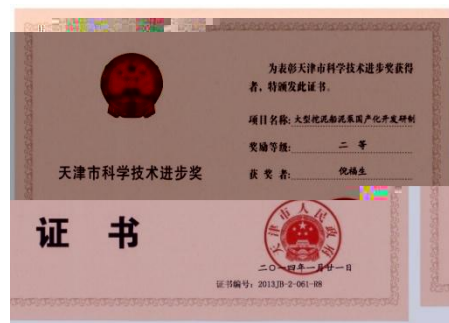 为表彰天津市科学技术进步奖获得
者，特颁发此证书。
项目名称：大型挖泥船泥泵国产化开发研制
奖励等级：二 等
获 奖 者：倪福生
天津市科学技术进步奖
证 书
天津市人民政府
二〇一四年一月廿一日
证书编号：2013JB-2-061-R8